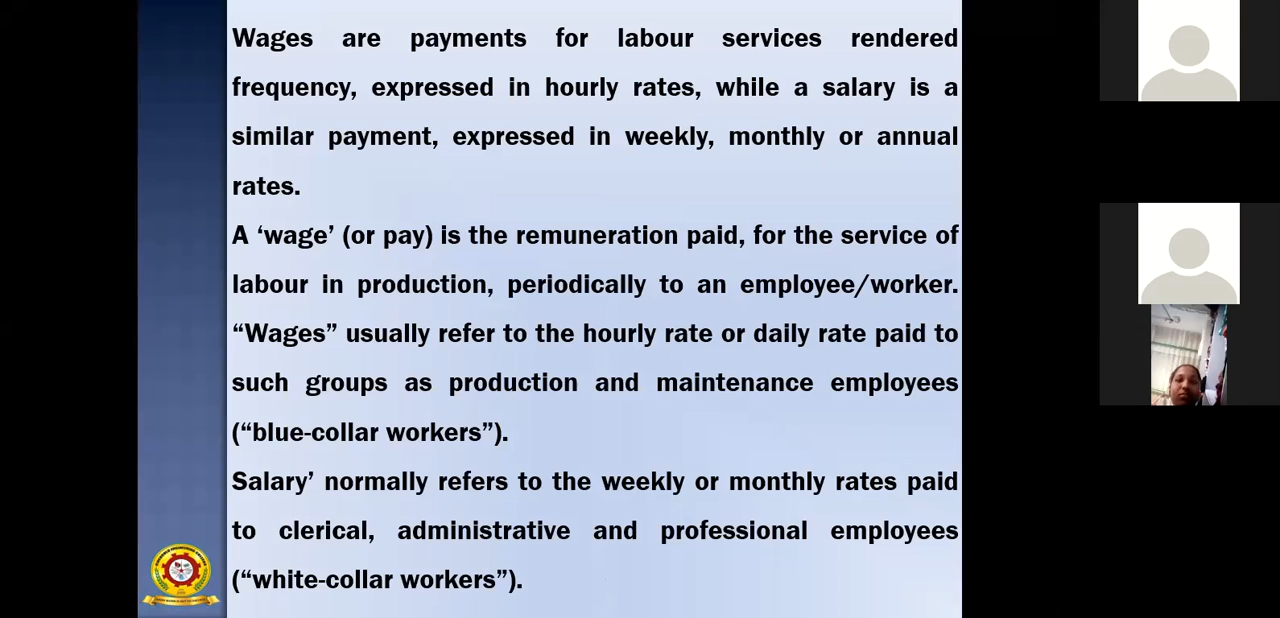 Wages are payments for labour services rendered
frequency, expressed in hourly rates, while a salary is a
similar payment, expressed in weekly, monthly or annual
rates.
A ‘wage’ (or pay) is the remuneration paid, for the service of
labour in production, periodically to an employee/worker.
“Wages” usually refer to the hourly rate or daily rate paid to
such groups as production and maintenance employees
(“blue-collar workers”).
Salary’ normally refers to the weekly or monthly rates paid
to clerical, administrative and professional employees
(“white-collar workers”).